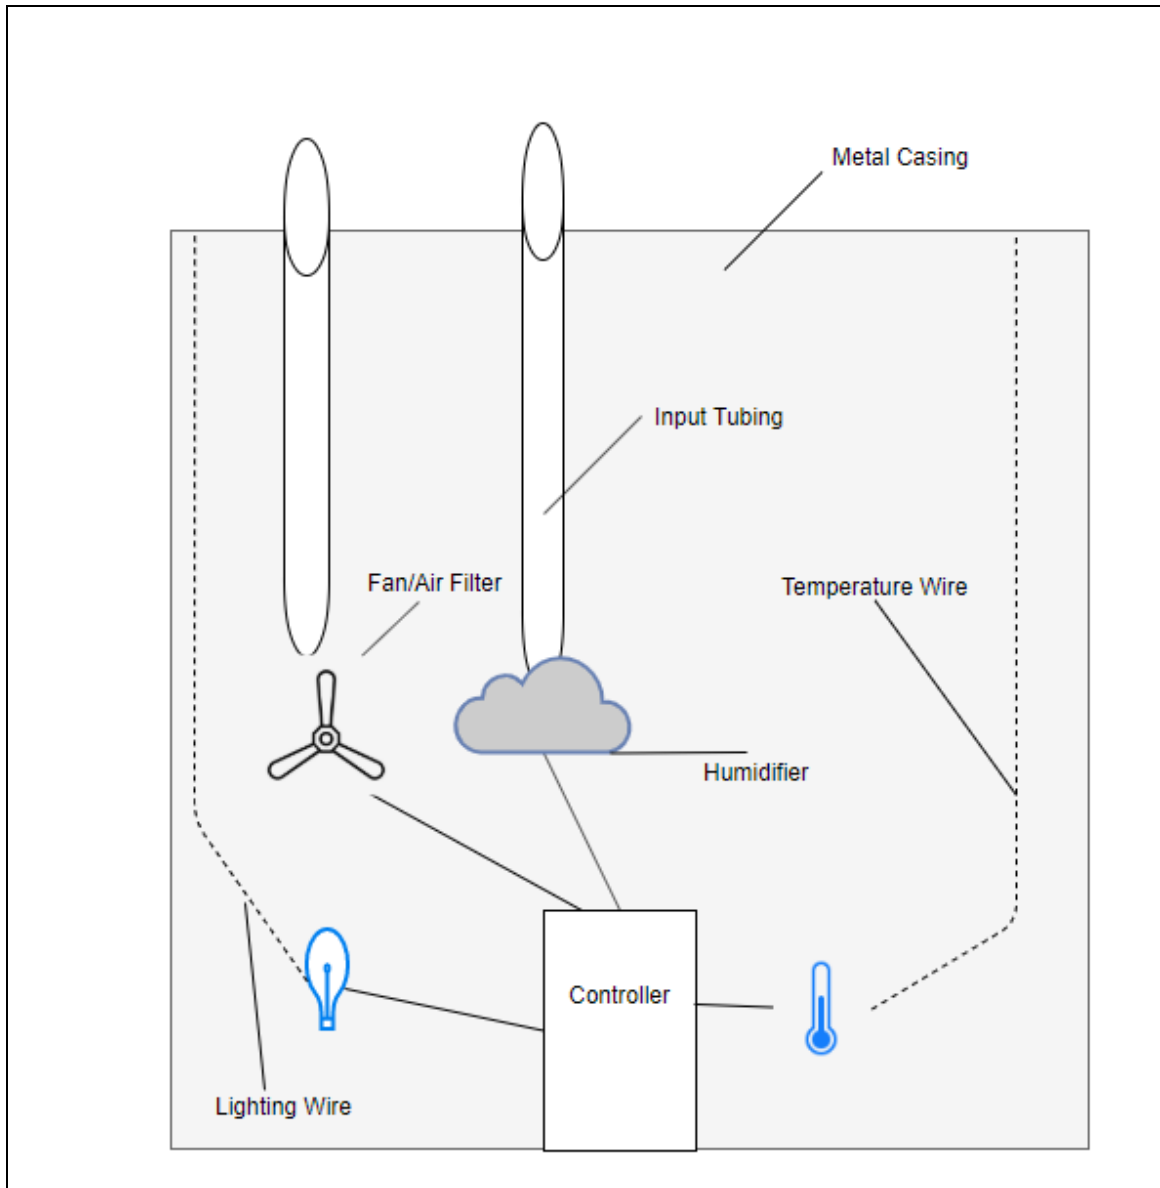 Metal Casing
Input Tubing
Fan/Air Filter
Temperature Wire
Humidifier
Controller
Lighting Wire